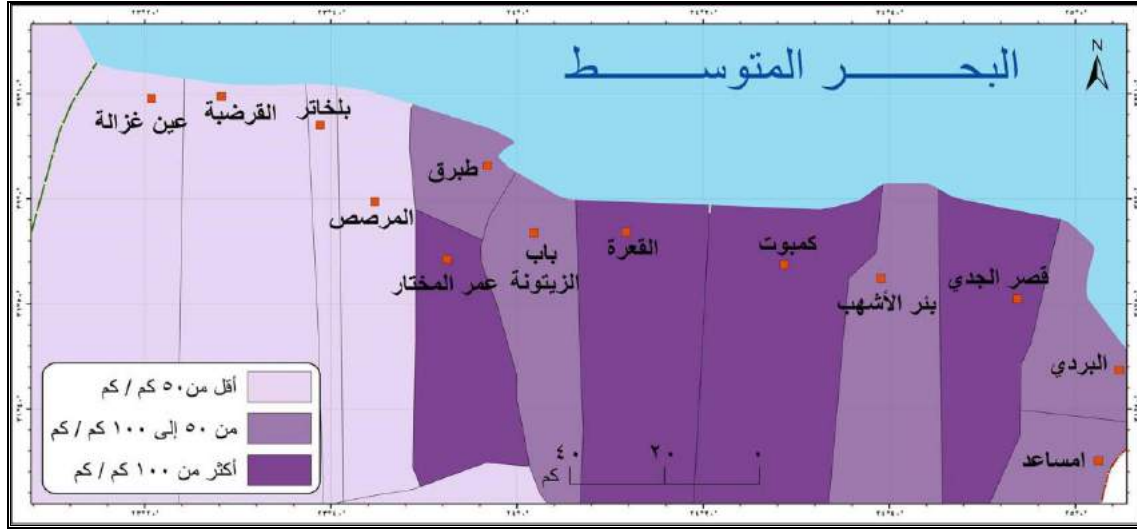 البحر المتوسط
N
عين غزالة
القرضبة
بلخاتر
المرصص
طبرق
عمر المختار
باب
الزيتونة
القعرة
كمبوت
بئر الأشهب
قصر الجدي
البردي
امساعد
أقل من ٥٠ كم / كم
من ٥٠ إلى ١٠٠ كم / كم
أكثر من ١٠٠ كم / كم
٤٠ ٢٠ ٠
كم